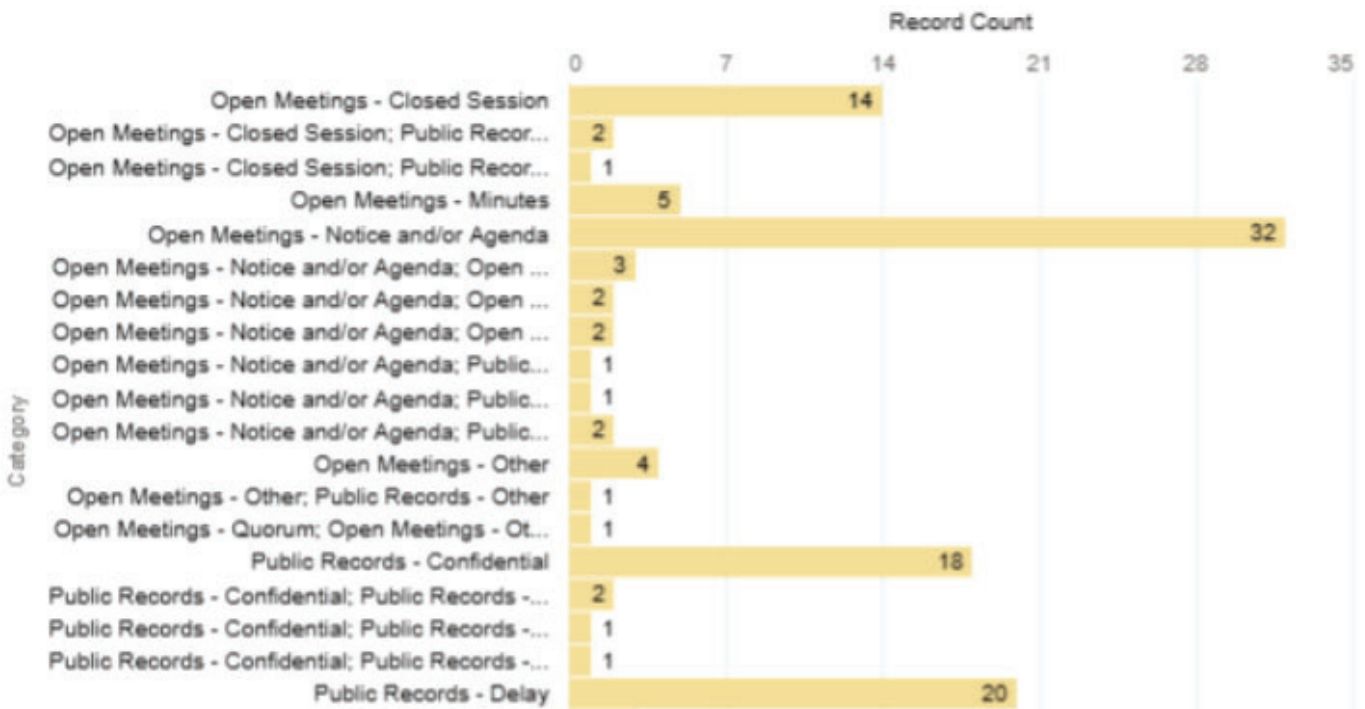 Record Count
0 7 14 21 28 35
Category
Open Meetings - Closed Session 14
Open Meetings - Closed Session; Public Recor... 2
Open Meetings - Closed Session; Public Recor... 1
Open Meetings - Minutes 5
Open Meetings - Notice and/or Agenda 32
Open Meetings - Notice and/or Agenda; Open ... 3
Open Meetings - Notice and/or Agenda; Open ... 2
Open Meetings - Notice and/or Agenda; Open ... 2
Open Meetings - Notice and/or Agenda; Public... 1
Open Meetings - Notice and/or Agenda; Public... 1
Open Meetings - Notice and/or Agenda; Public... 2
Open Meetings - Other 4
Open Meetings - Other; Public Records - Other 1
Open Meetings - Quorum; Open Meetings - Ot... 1
Public Records - Confidential 18
Public Records - Confidential; Public Records -... 2
Public Records - Confidential; Public Records -... 1
Public Records - Confidential; Public Records -... 1
Public Records - Delay 20